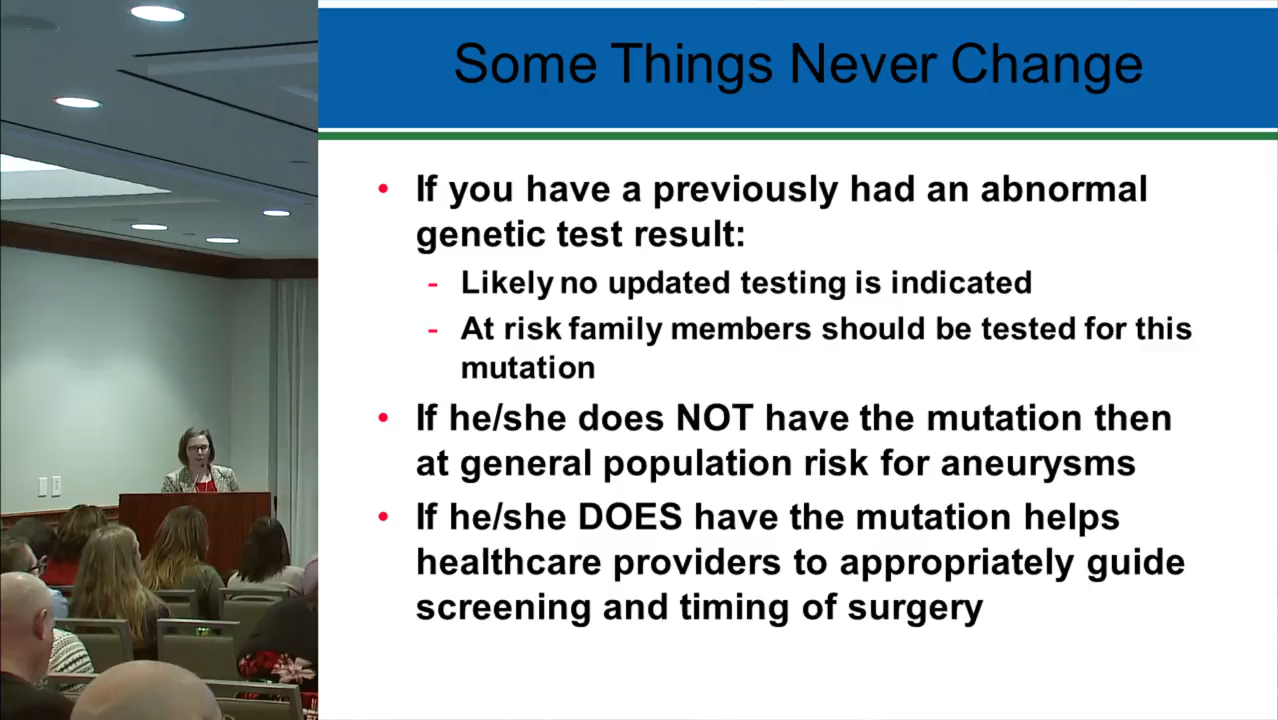 Some Things Never Change
• If you have a previously had an abnormal
genetic test result:
- Likely no updated testing is indicated
- At risk family members should be tested for this
mutation
• If he/she does NOT have the mutation then
at general population risk for aneurysms
• If he/she DOES have the mutation helps
healthcare providers to appropriately guide
screening and timing of surgery